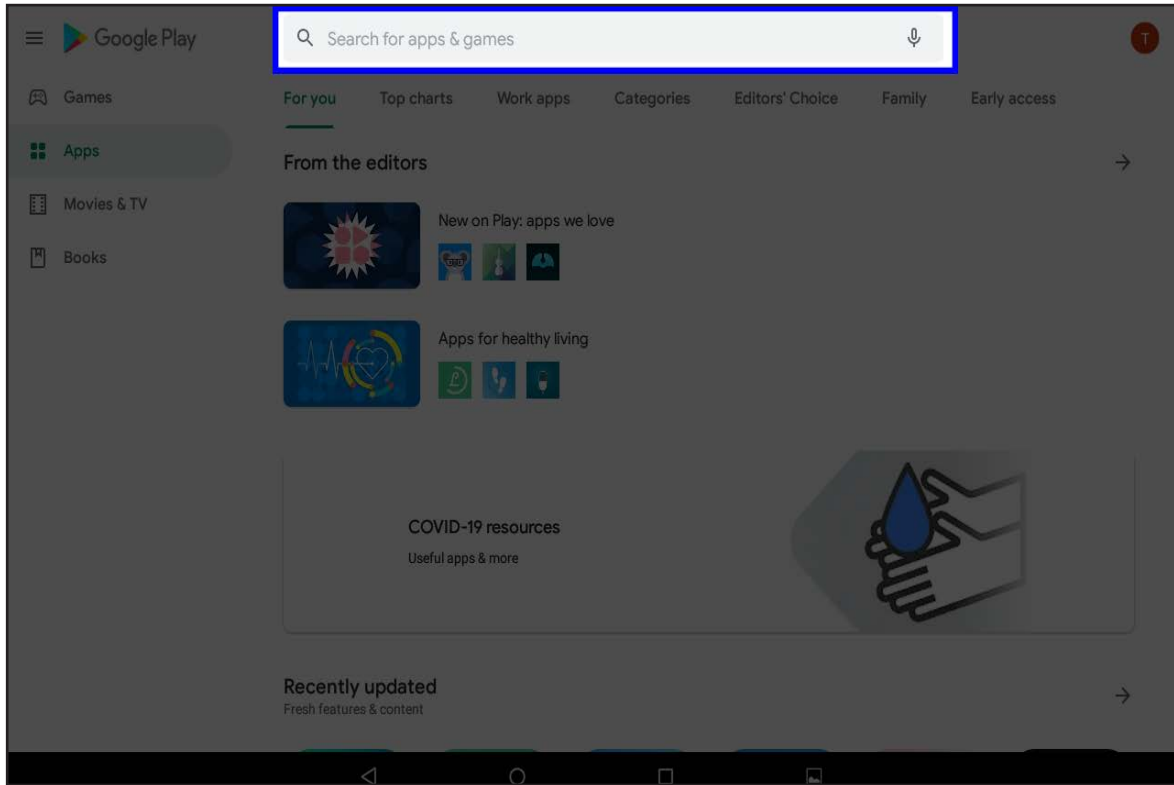 Google Play
Search for apps & games
T
Games
Apps
Movies & TV
Books
For you Top charts Work apps Categories Editors' Choice Family Early access
From the editors
New on Play: apps we love
Apps for healthy living
COVID-19 resources
Useful apps & more
Recently updated
Fresh features & content